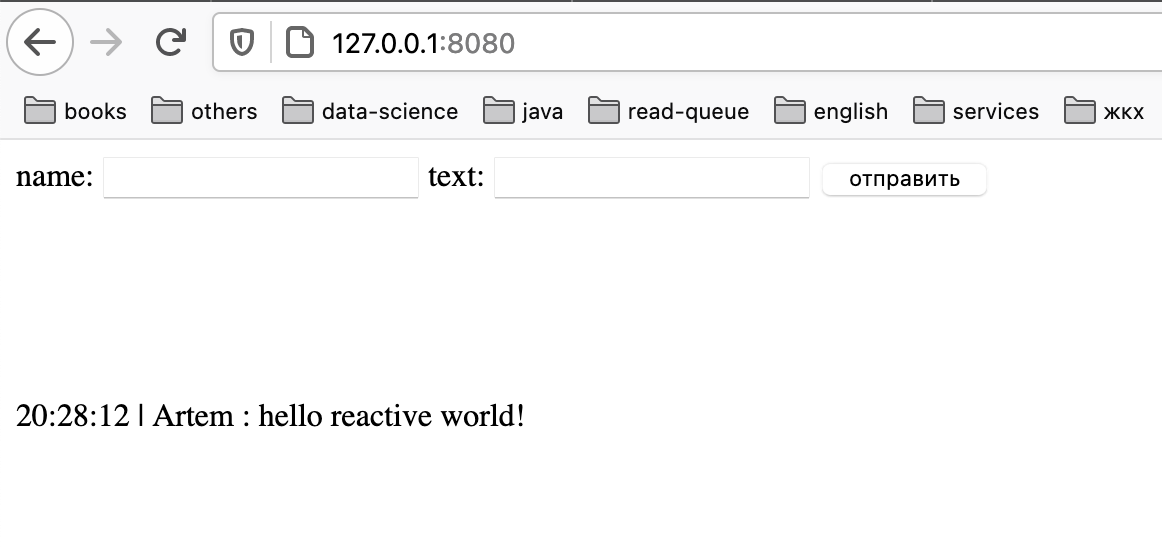 127.0.0.1:8080
books others data-science java read-queue english services жкх
name: text: отправить
20:28:12 | Artem : hello reactive world!